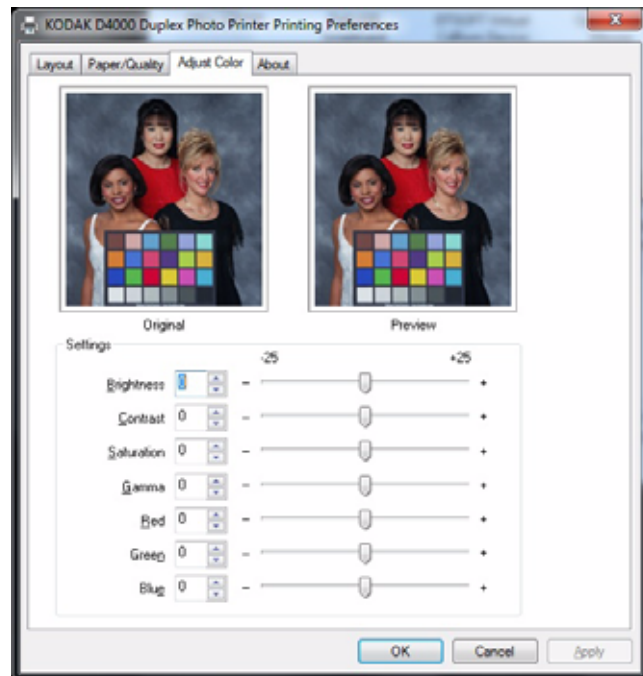 KODAK D4000 Duplex Photo Printer Printing Preferences
Layout Paper/Quality Adjust Color About
Original Preview
Settings
-25 +25
Brightness 0 - +
Contrast 0 - +
Saturation 0 - +
Gamma 0 - +
Red 0 - +
Green 0 - +
Blue 0 - +
OK Cancel Apply